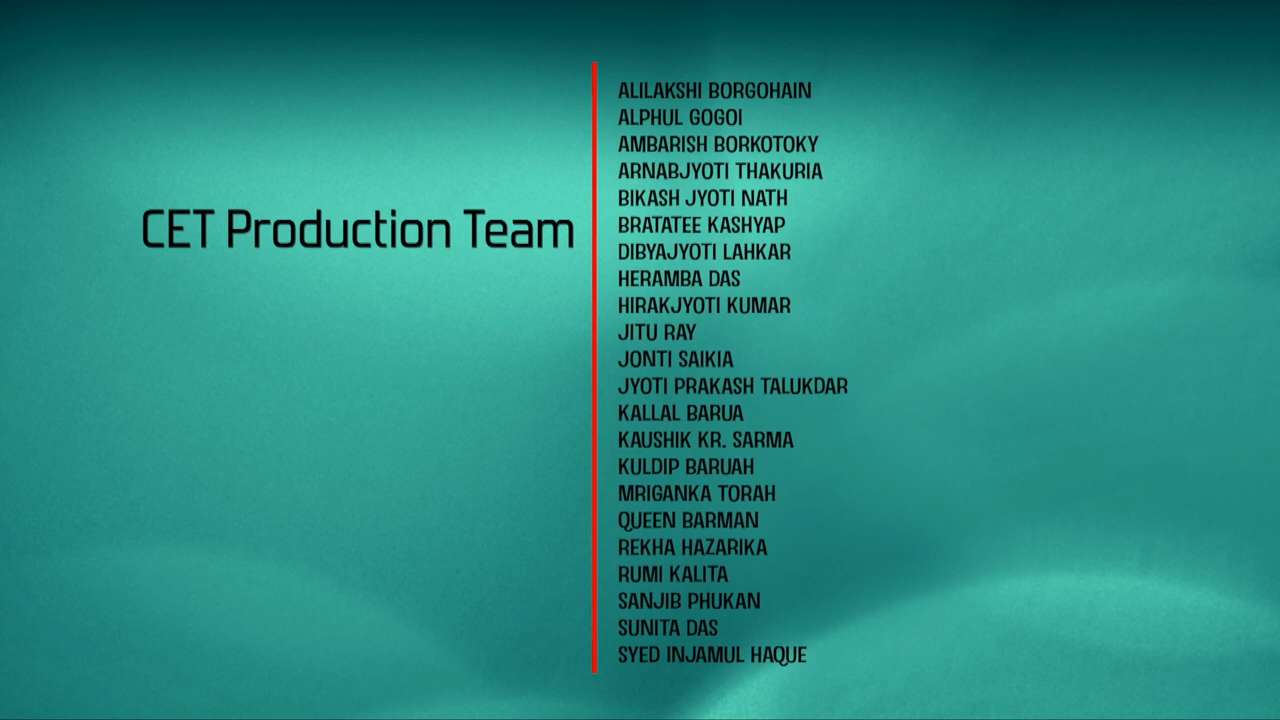 CET Production Team
ALILAKSHI BORGOHAIN
ALPHUL GOGOI
AMBARISH BORKOTOKY
ARNABJYOTI THAKURIA
BIKASH JYOTI NATH
BRATATEE KASHYAP
DIBYAJYOTI LAHKAR
HERAMBA DAS
HIRAKJYOTI KUMAR
JITU RAY
JONTI SAIKIA
JYOTI PRAKASH TALUKDAR
KALLAL BARUA
KAUSHIK KR. SARMA
KULDIP BARUAH
MRIGANKA TORAH
QUEEN BARMAN
REKHA HAZARIKA
RUMI KALITA
SANJIB PHUKAN
SUNITA DAS
SYED INJAMUL HAQUE